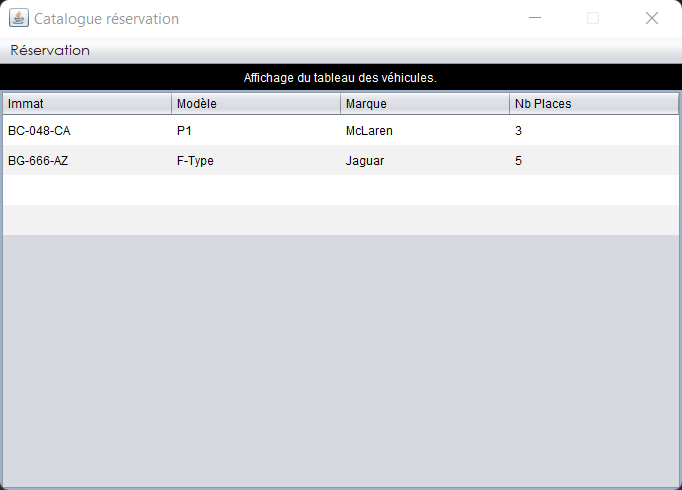 Catalogue réservation
Réservation
Affichage du tableau des véhicules.
Immat Modèle Marque Nb Places
BC-048-CA P1 McLaren 3
BG-666-AZ F-Type Jaguar 5